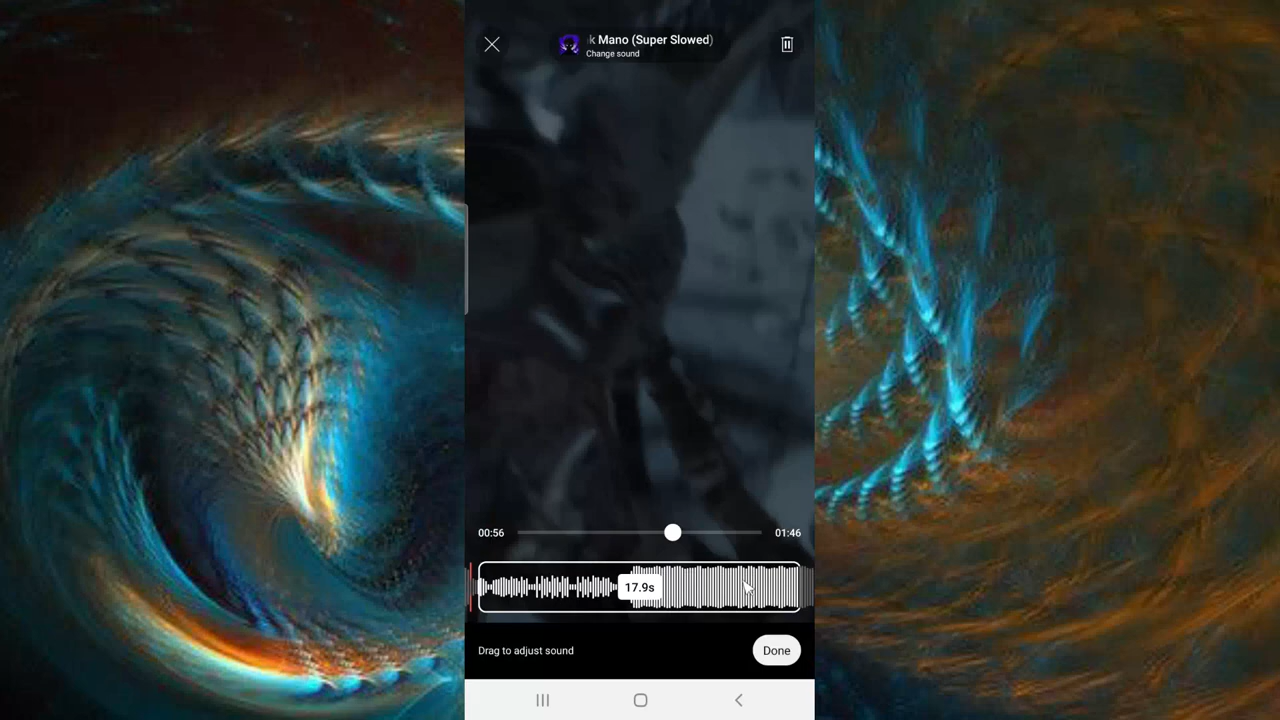 k Mano (Super Slowed)
Change sound
00:56
01:46
17.9s
Drag to adjust sound
Done